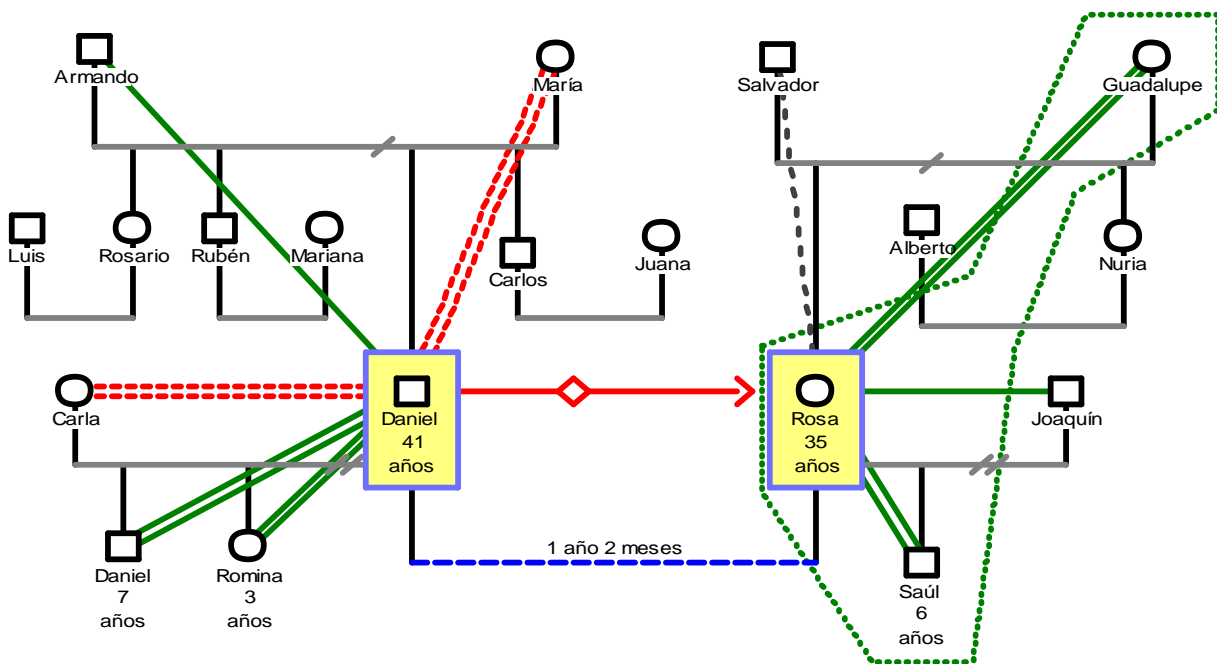 Armando
María
Salvador
Guadalupe
Luis
Rosario
Rubén
Mariana
Carlos
Juana
Alberto
Nuria
Carla
Daniel
41
años
Rosa
35
años
Joaquín
1 año 2 meses
Daniel
7
años
Romina
3
años
Saúl
6
años